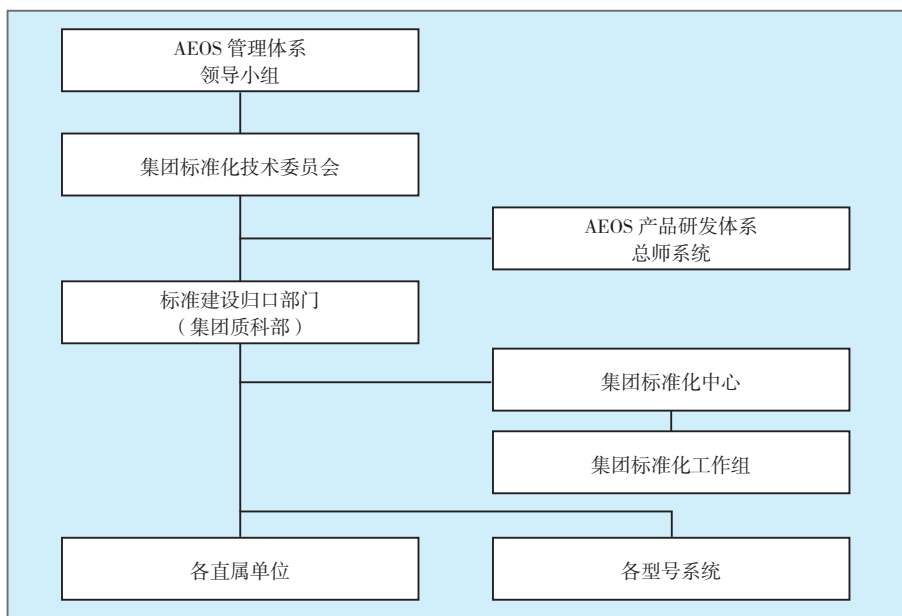 AEOS 管理体系
领导小组
集团标准化技术委员会
AEOS 产品研发体系
总师系统
标准建设归口部门
（集团质科部）
集团标准化中心
集团标准化工作组
各直属单位
各型号系统